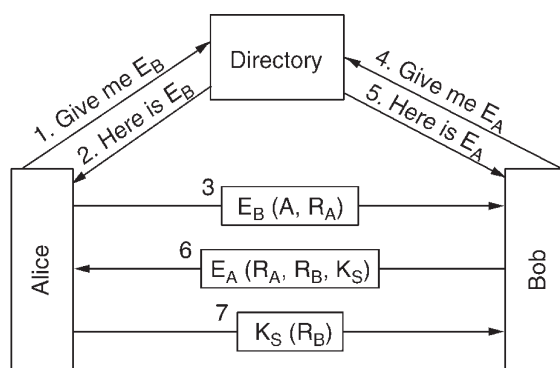 Directory
1. Give me E_B
2. Here is E_B
4. Give me E_A
5. Here is E_A
Alice
3
E_B (A, R_A)
6
E_A (R_A, R_B, K_S)
7
K_S (R_B)
Bob